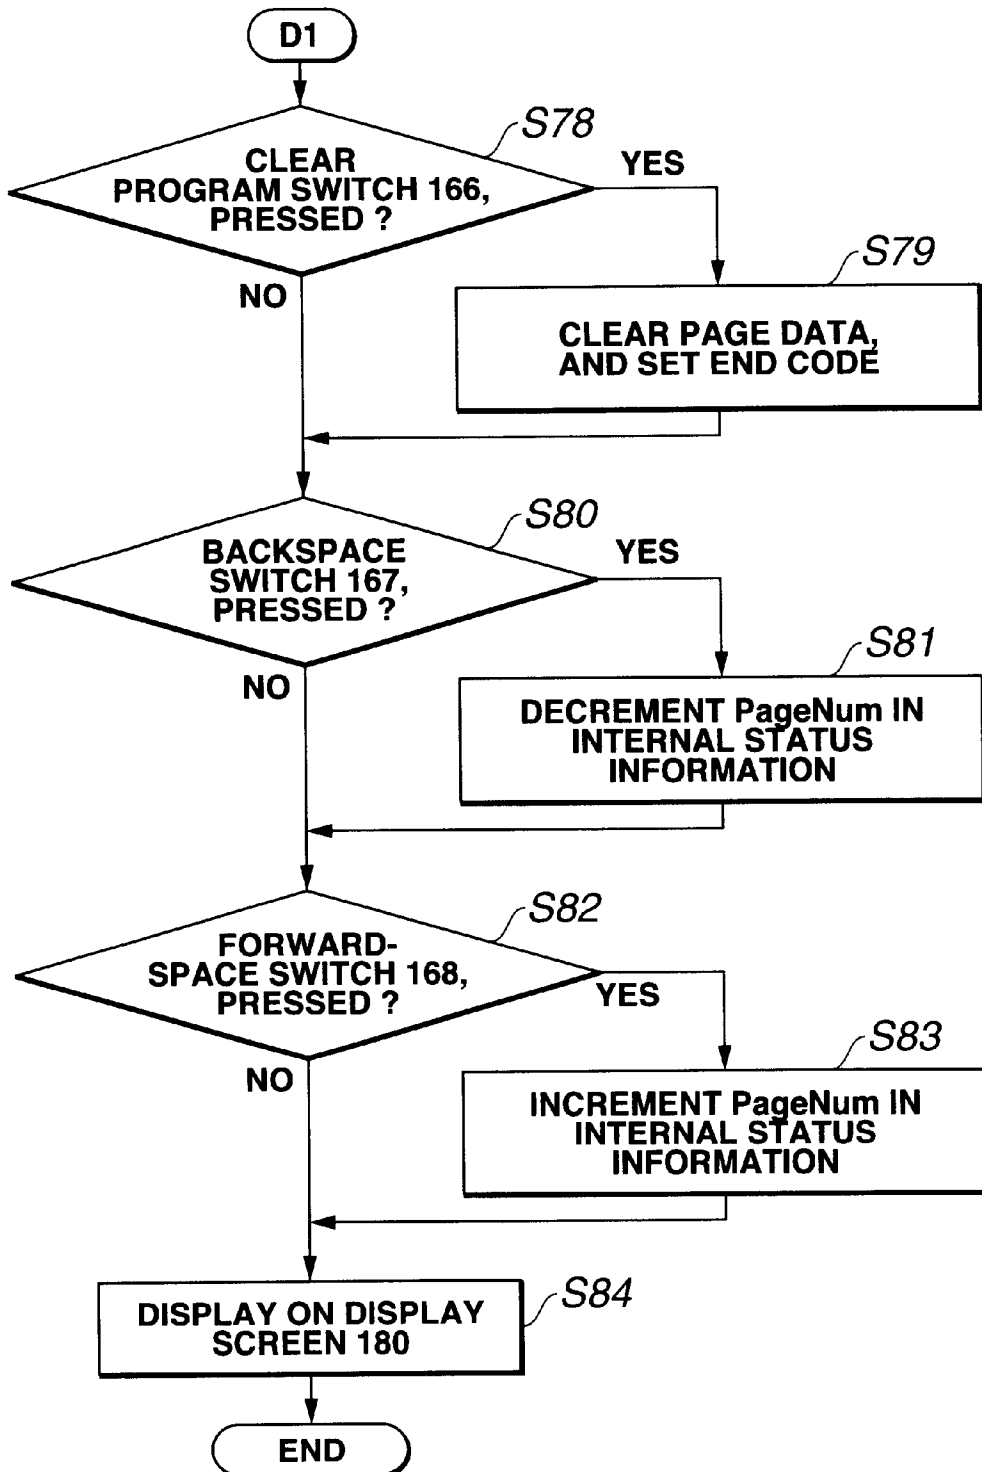 D1
S78
CLEAR
PROGRAM SWITCH 166,
PRESSED ?
YES
NO
S79
CLEAR PAGE DATA,
AND SET END CODE
S80
BACKSPACE
SWITCH 167,
PRESSED ?
YES
NO
S81
DECREMENT PageNum IN
INTERNAL STATUS
INFORMATION
S82
FORWARD-
SPACE SWITCH 168,
PRESSED ?
YES
NO
S83
INCREMENT PageNum IN
INTERNAL STATUS
INFORMATION
S84
DISPLAY ON DISPLAY
SCREEN 180
END